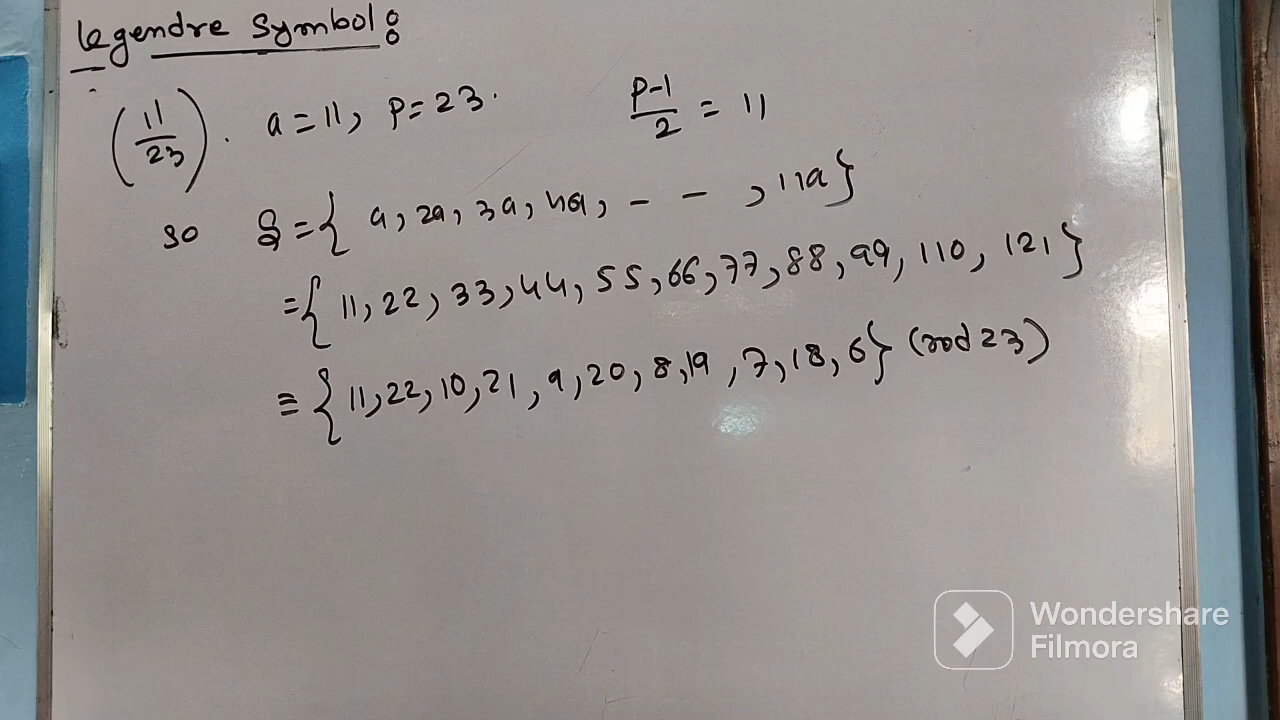 Legendre Symbol:
(11/23). a=11, p=23. p-1/2 = 11
so S={a, 2a, 3a, 4a, - - , 11a}
={11, 22, 33, 44, 55, 66, 77, 88, 99, 110, 121}
≡{11, 22, 10, 21, 9, 20, 8, 19, 7, 18, 6} (mod 23)
Wondershare
Filmora